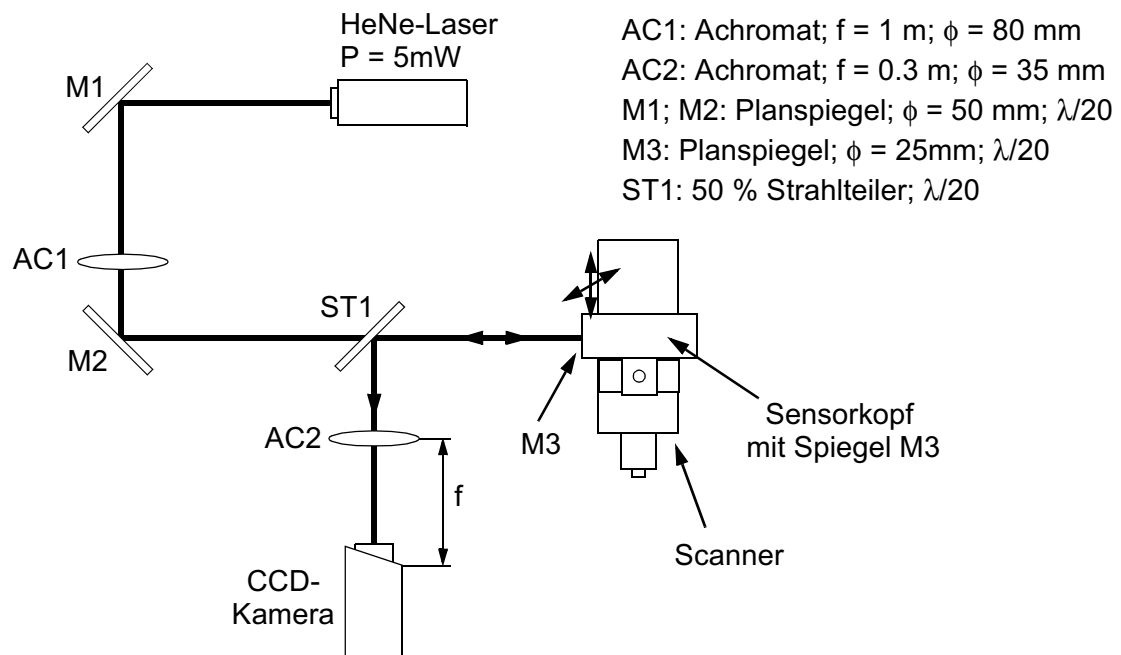 HeNe-Laser
P = 5mW
AC1: Achromat; f = 1 m; ϕ = 80 mm
AC2: Achromat; f = 0.3 m; ϕ = 35 mm
M1; M2: Planspiegel; ϕ = 50 mm; λ/20
M3: Planspiegel; ϕ = 25mm; λ/20
ST1: 50 % Strahlteiler; λ/20
M1
AC1
ST1
M2
AC2
M3
Sensorkopf
mit Spiegel M3
f
Scanner
CCD-
Kamera